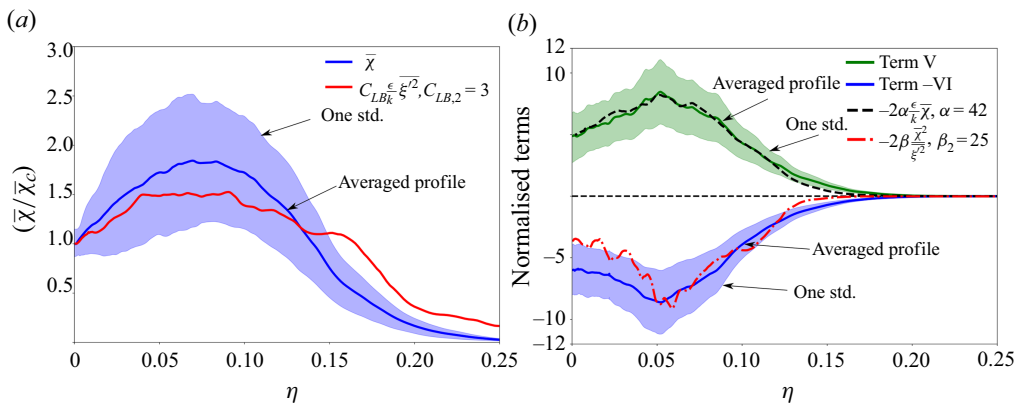 (a)
(χ̅/χ̅c)
3.0
2.5
2.0
1.5
1.0
0.5
0
0.05
0.10
0.15
0.20
0.25
η
χ̅
C_LB ϵ/k ξ′², C_LB,2 = 3
One std.
Averaged profile
(b)
Normalised terms
12
10
−5
−10
−12
0
0.05
0.10
0.15
0.20
0.25
η
Term V
Term –VI
−2α ϵ/k χ̅, α = 42
−2β χ̅²/ξ′², β₂ = 25
Averaged profile
One std.
Averaged profile
One std.